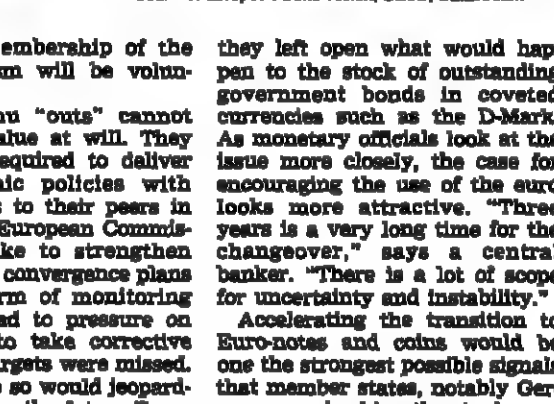 embership of the
m will be volun-
"outs" cannot
alue at will. They
equired to deliver
ic policies with
to their peers in
European Commis-
ke to strengthen
convergence plans
rm of monitoring
ad to pressure on
to take corrective
rgets were missed.
so would jeopard-
they left open what would hap
pen to the stock of outstanding
government bonds in coveted
currencies such as the D-Mark
As monetary officials look at the
issue more closely, the case for
encouraging the use of the euro
looks more attractive. "Three
years is a very long time for the
changeover," says a central
banker. "There is a lot of scope
for uncertainty and instability."
Accelerating the transition to
Euro-notes and coins would be
one the strongest possible signals
that member states, notably Ger